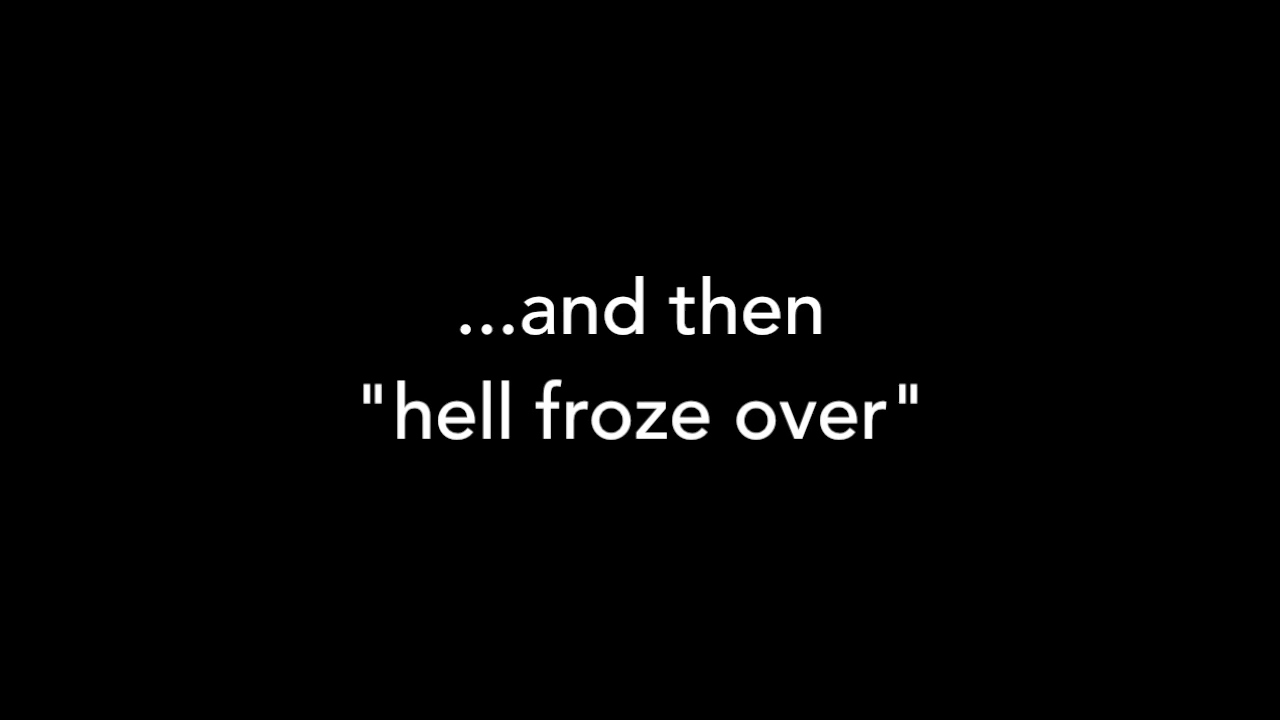 ...and then
"hell froze over"